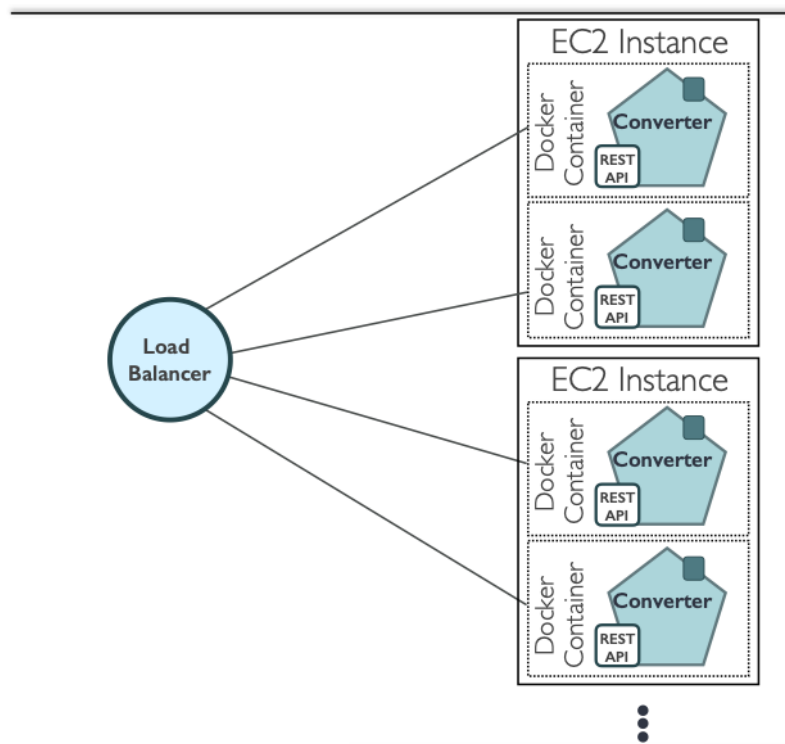 EC2 Instance
Docker
Container
Converter
REST
API
Docker
Container
Converter
REST
API
Load
Balancer
EC2 Instance
Docker
Container
Converter
REST
API
Docker
Container
Converter
REST
API